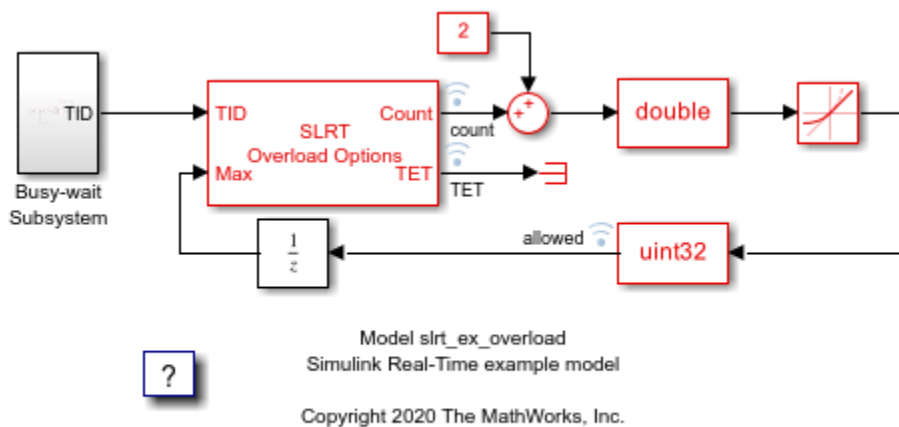 2
TID
Busy-wait
Subsystem
TID
Max
SLRT
Overload Options
Count
TET
count
TET
+
+
double
uint32
allowed
1
z
?
Model slrt_ex_overload
Simulink Real-Time example model
Copyright 2020 The MathWorks, Inc.